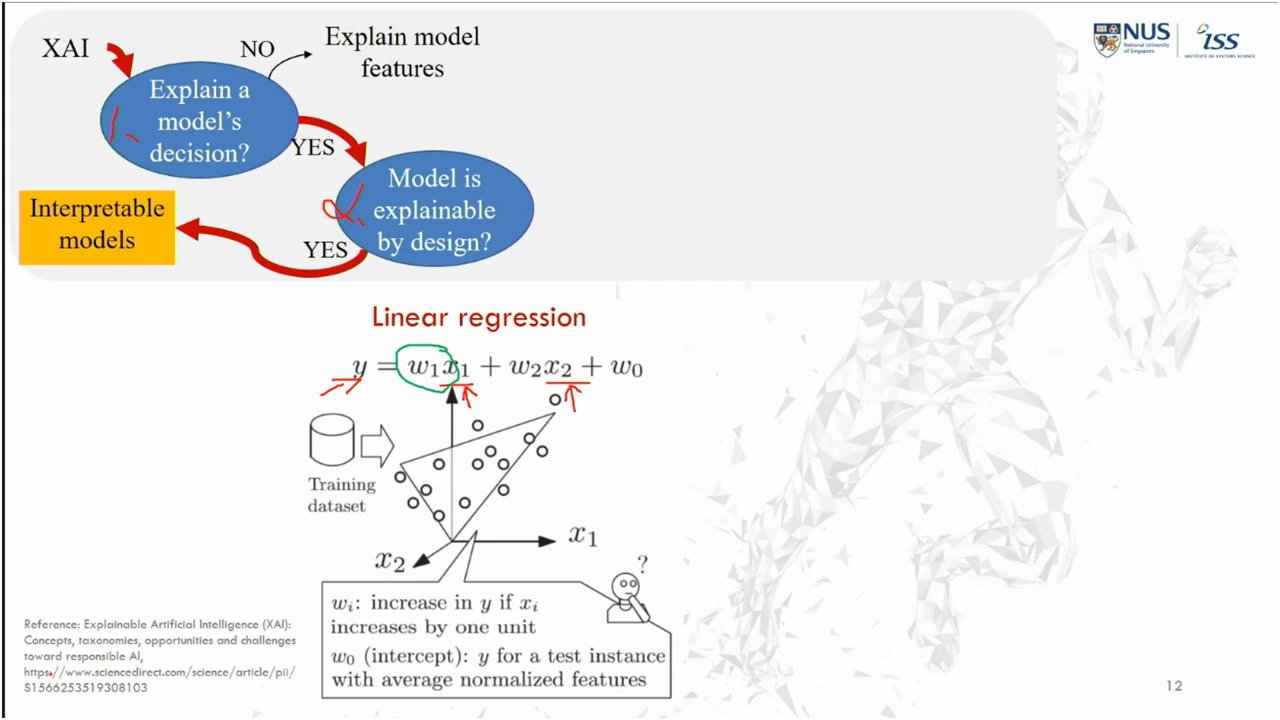 XAI
NO
Explain model
features
Explain a
model's
decision?
1.
YES
Model is
explainable
by design?
2.
YES
Interpretable
models
NUS
National University
of Singapore
iss
INSTITUTE OF SYSTEMS SCIENCE
Linear regression
y = w₁x₁ + w₂x₂ + w₀
Training
dataset
x₁
x₂
?
wᵢ: increase in y if xᵢ
increases by one unit
w₀ (intercept): y for a test instance
with average normalized features
Reference: Explainable Artificial Intelligence (XAI):
Concepts, taxonomies, opportunities and challenges
toward responsible AI,
https://www.sciencedirect.com/science/article/pii/
S1566253519308103
12